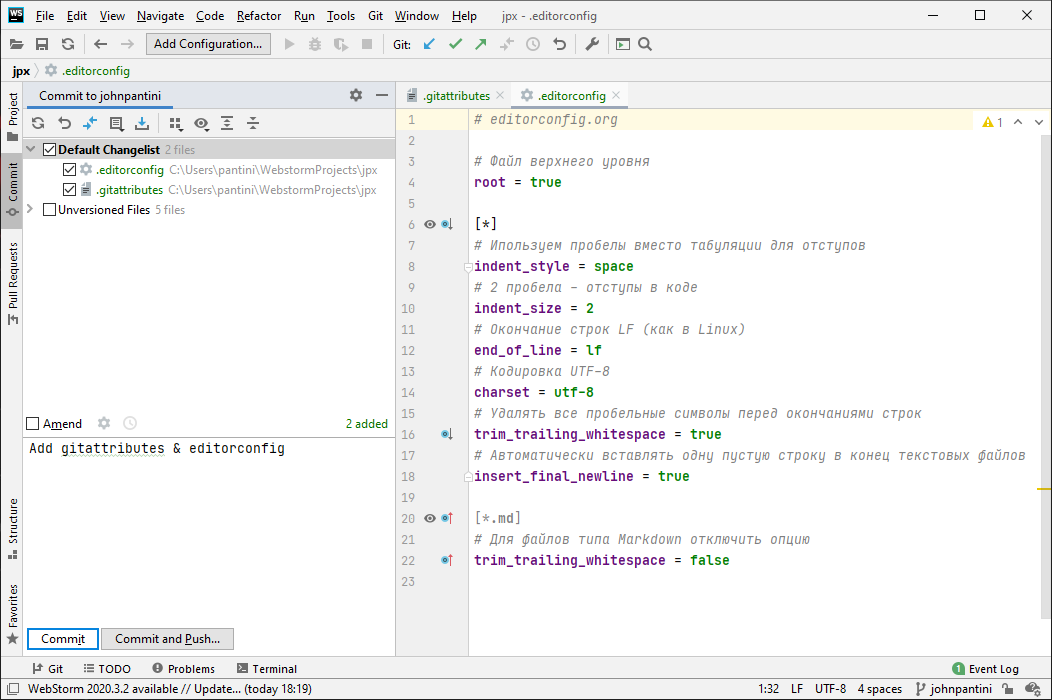 WS File Edit View Navigate Code Refactor Run Tools Git Window Help jpx - .editorconfig
Add Configuration... Git:
jpx .editorconfig
Project
Commit
Pull Requests
Structure
Favorites
Commit to johnpantini
Default Changelist 2 files
.editorconfig C:\Users\pantini\WebstormProjects\jpx
.gitattributes C:\Users\pantini\WebstormProjects\jpx
Unversioned Files 5 files
Amend 2 added
Add gitattributes & editorconfig
Commit Commit and Push...
.gitattributes .editorconfig
1 # editorconfig.org 1
2
3 # Файл верхнего уровня
4 root = true
5
6 [*]
7 # Ипользуем пробелы вместо табуляции для отступов
8 indent_style = space
9 # 2 пробела - отступы в коде
10 indent_size = 2
11 # Окончание строк LF (как в Linux)
12 end_of_line = lf
13 # Кодировка UTF-8
14 charset = utf-8
15 # Удалять все пробельные символы перед окончаниями строк
16 trim_trailing_whitespace = true
17 # Автоматически вставлять одну пустую строку в конец текстовых файлов
18 insert_final_newline = true
19
20 [*.md]
21 # Для файлов типа Markdown отключить опцию
22 trim_trailing_whitespace = false
23
Git TODO Problems Terminal 1 Event Log
WebStorm 2020.3.2 available // Update... (today 18:19) 1:32 LF UTF-8 4 spaces johnpantini